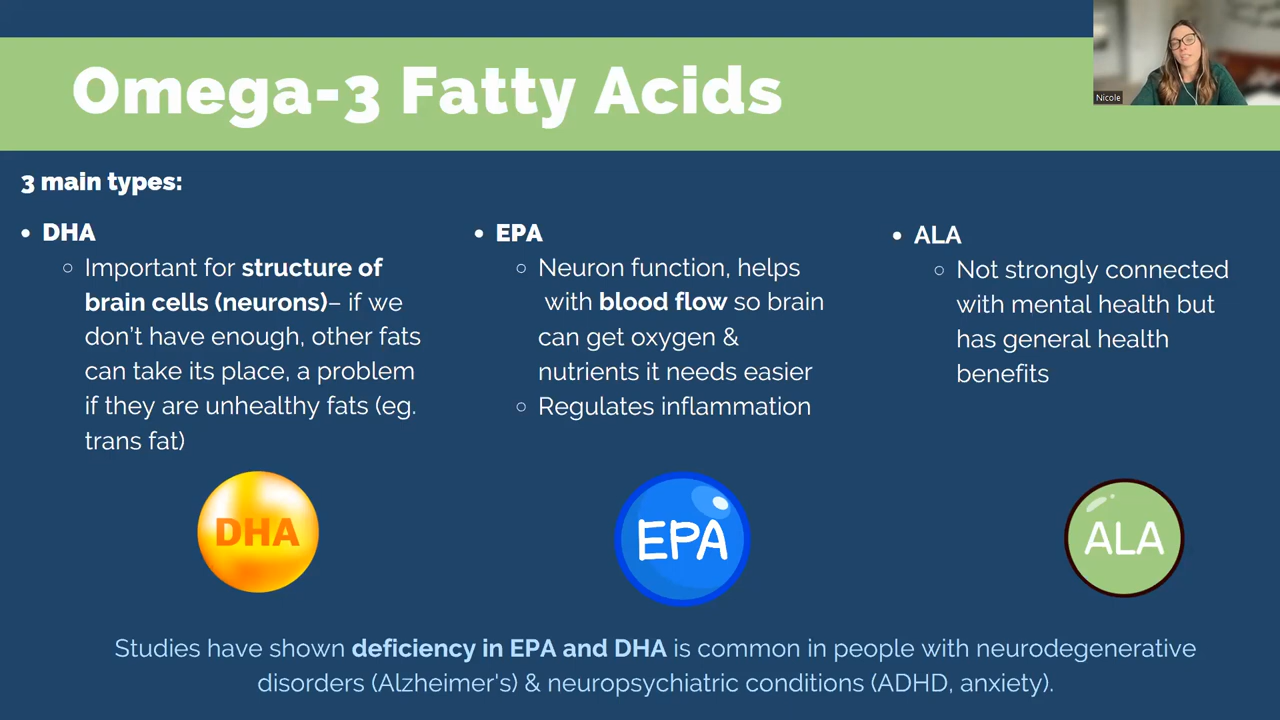 Omega-3 Fatty Acids
Nicole
3 main types:
• DHA
○ Important for structure of
brain cells (neurons)– if we
don't have enough, other fats
can take its place, a problem
if they are unhealthy fats (eg.
trans fat)
• EPA
○ Neuron function, helps
with blood flow so brain
can get oxygen &
nutrients it needs easier
○ Regulates inflammation
• ALA
○ Not strongly connected
with mental health but
has general health
benefits
DHA
EPA
ALA
Studies have shown deficiency in EPA and DHA is common in people with neurodegenerative
disorders (Alzheimer's) & neuropsychiatric conditions (ADHD, anxiety).